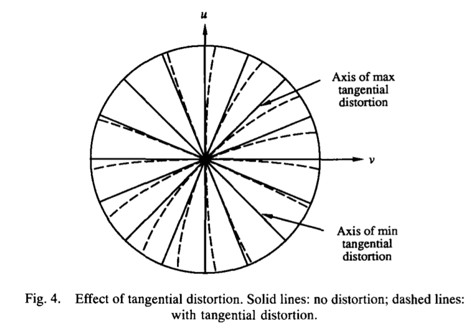 u
Axis of max
tangential
distortion
v
Axis of min
tangential
distortion
Fig. 4. Effect of tangential distortion. Solid lines: no distortion; dashed lines:
with tangential distortion.